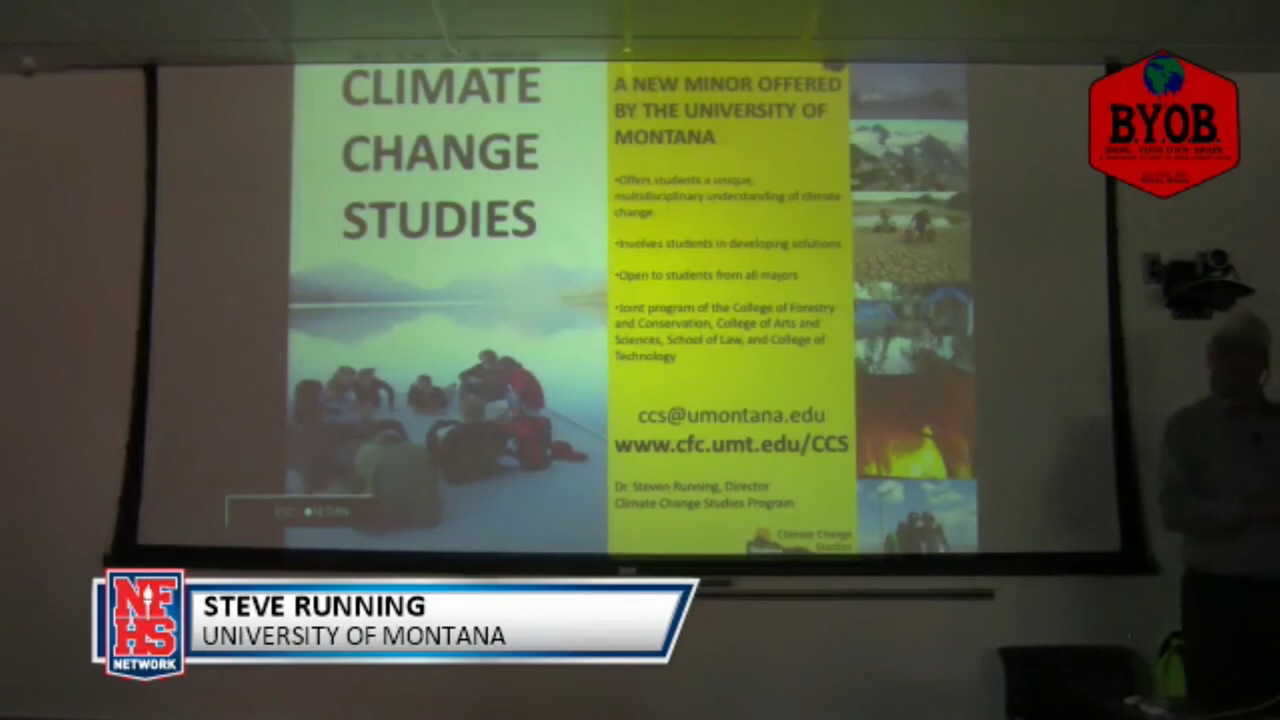 CLIMATE
CHANGE
STUDIES
A NEW MINOR OFFERED
BY THE UNIVERSITY OF
MONTANA
•Offers students a unique,
multidisciplinary understanding of climate
change
•Involves students in developing solutions
•Open to students from all majors
•Joint program of the College of Forestry
and Conservation, College of Arts and
Sciences, School of Law, and College of
Technology
ccs@umontana.edu
www.cfc.umt.edu/CCS
Dr. Steven Running, Director
Climate Change Studies Program
Climate Change
Studies
B.Y.O.B.
NFHS
NETWORK
STEVE RUNNING
UNIVERSITY OF MONTANA